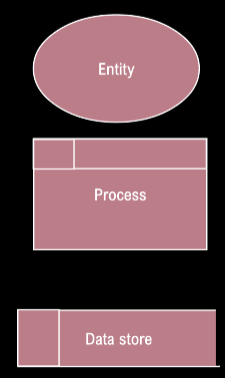 Entity
Process
Data store